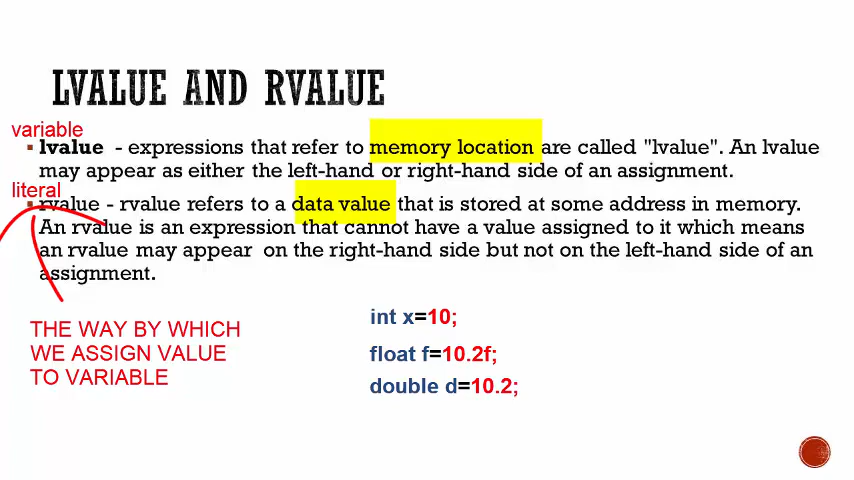 LVALUE AND RVALUE
variable
lvalue - expressions that refer to memory location are called "lvalue". An lvalue
may appear as either the left-hand or right-hand side of an assignment.
literal
rvalue - rvalue refers to a data value that is stored at some address in memory.
An rvalue is an expression that cannot have a value assigned to it which means
an rvalue may appear on the right-hand side but not on the left-hand side of an
assignment.
THE WAY BY WHICH
WE ASSIGN VALUE
TO VARIABLE
int x=10;
float f=10.2f;
double d=10.2;